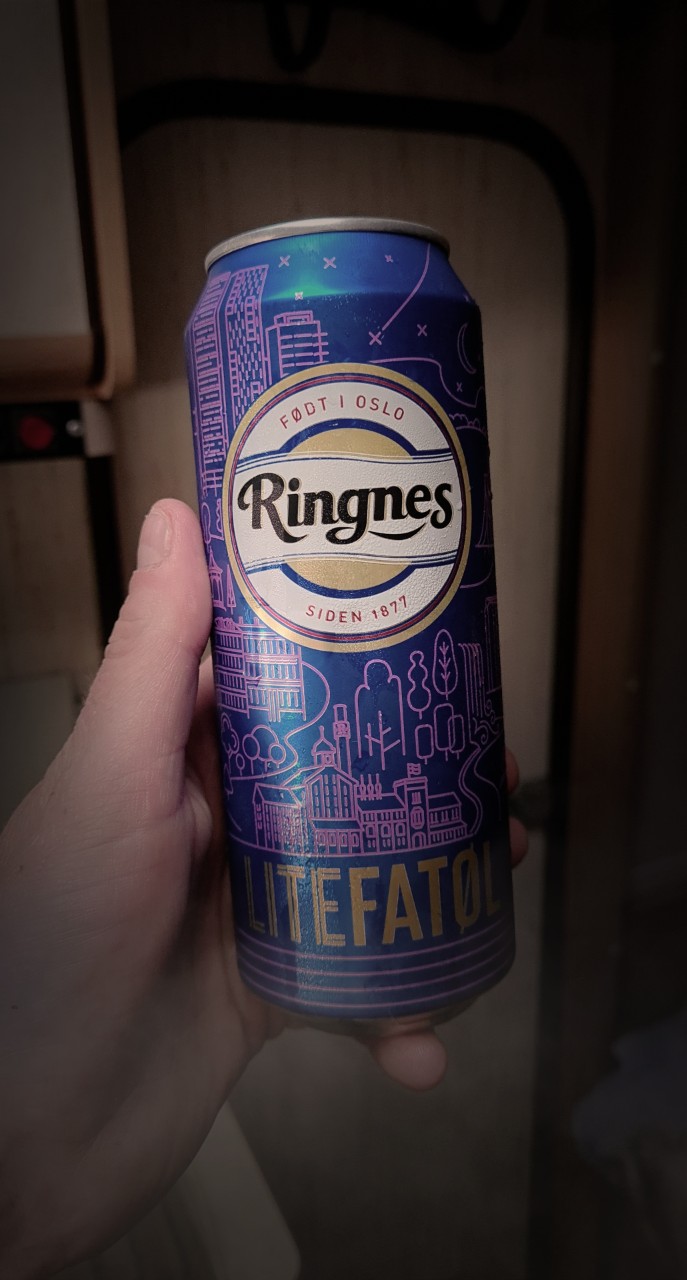 FØDT I OSLO
Ringnes
SIDEN 1877
LITEFATØL